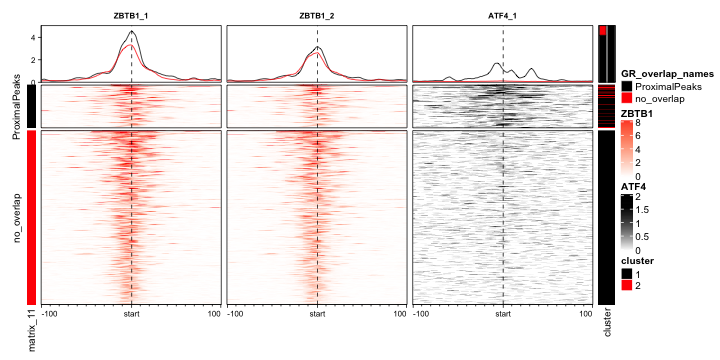 ZBTB1_1
ZBTB1_2
ATF4_1
4
2
0
ProximalPeaks
no_overlap
matrix_11
-100
start
100
-100
start
100
-100
start
100
cluster
GR_overlap_names
ProximalPeaks
no_overlap
ZBTB1
8
6
4
2
0
ATF4
2
1.5
1
0.5
0
cluster
1
2